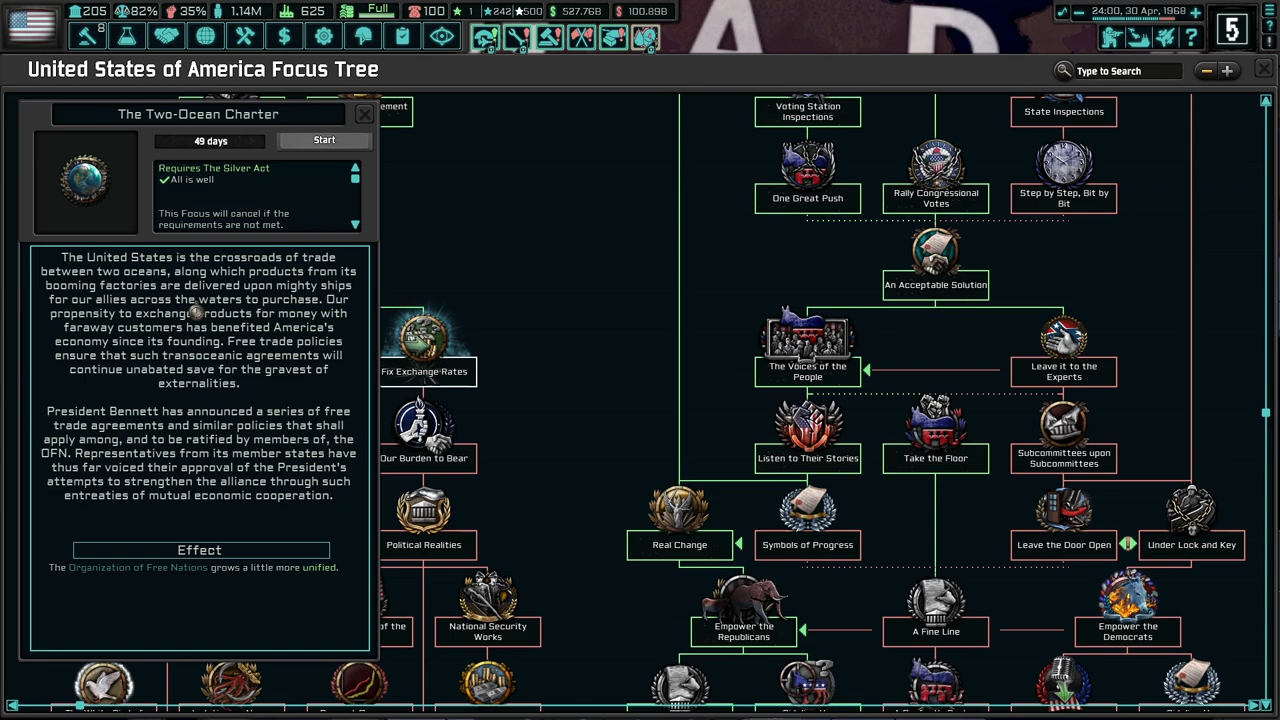 205 82% 35% 1.14M 625 Full 100 1 242 500 $ 527.76B $ 100.89B 24:00, 30 Apr, 1968
8
5
United States of America Focus Tree
Type to Search
The Two-Ocean Charter
49 days
Start
Requires The Silver Act
All is well
This Focus will cancel if the
requirements are not met.
The United States is the crossroads of trade
between two oceans, along which products from its
booming factories are delivered upon mighty ships
for our allies across the waters to purchase. Our
propensity to exchange products for money with
faraway customers has benefited America's
economy since its founding. Free trade policies
ensure that such transoceanic agreements will
continue unabated save for the gravest of
externalities.
President Bennett has announced a series of free
trade agreements and similar policies that shall
apply among, and to be ratified by members of, the
OFN. Representatives from its member states have
thus far voiced their approval of the President's
attempts to strengthen the alliance through such
entreaties of mutual economic cooperation.
Effect
The Organization of Free Nations grows a little more unified.
Voting Station
Inspections
State Inspections
One Great Push
Rally Congressional
Votes
Step by Step, Bit by
Bit
An Acceptable Solution
Fix Exchange Rates
The Voices of the
People
Leave it to the
Experts
Our Burden to Bear
Listen to Their Stories
Take the Floor
Subcommittees upon
Subcommittees
Political Realities
Real Change
Symbols of Progress
Leave the Door Open
Under Lock and Key
of the
National Security
Works
Empower the
Republicans
A Fine Line
Empower the
Democrats